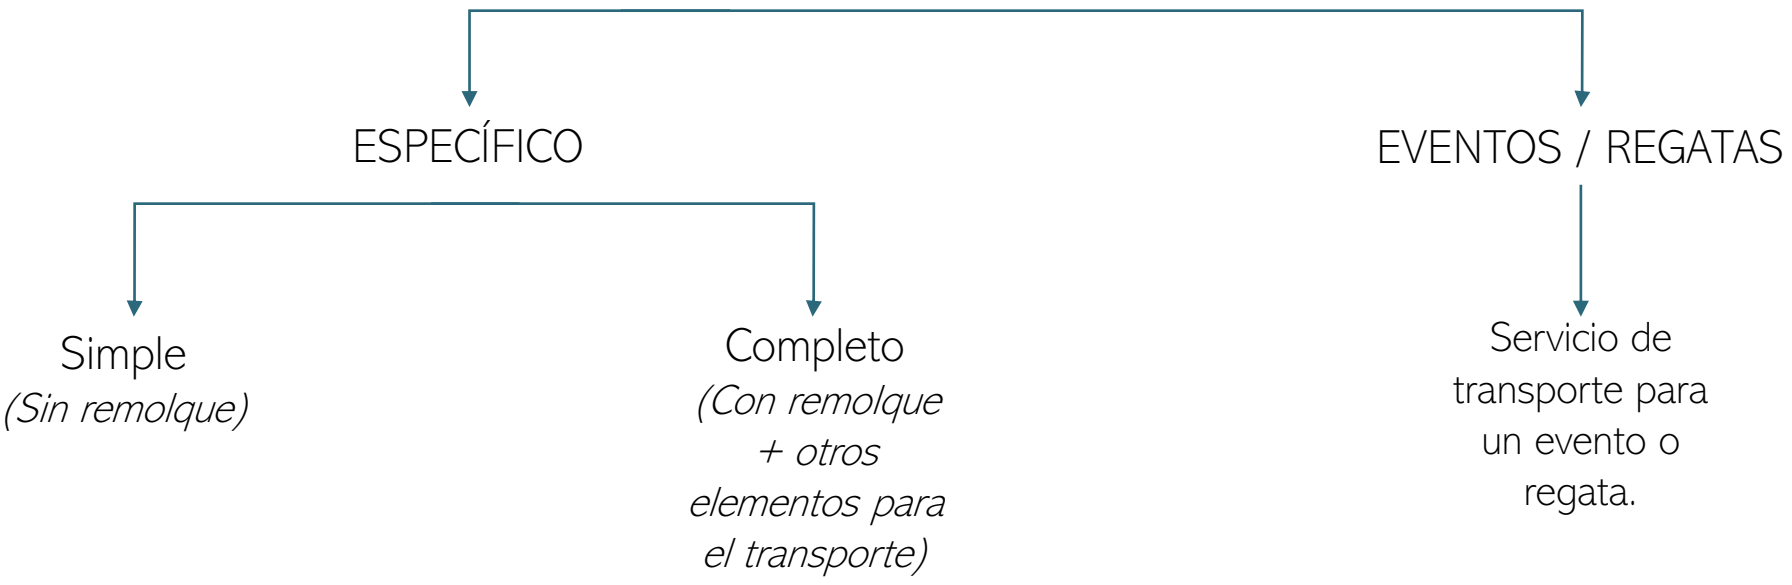 ESPECÍFICO
EVENTOS / REGATAS
Simple
(Sin remolque)
Completo
(Con remolque
+ otros
elementos para
el transporte)
Servicio de
transporte para
un evento o
regata.